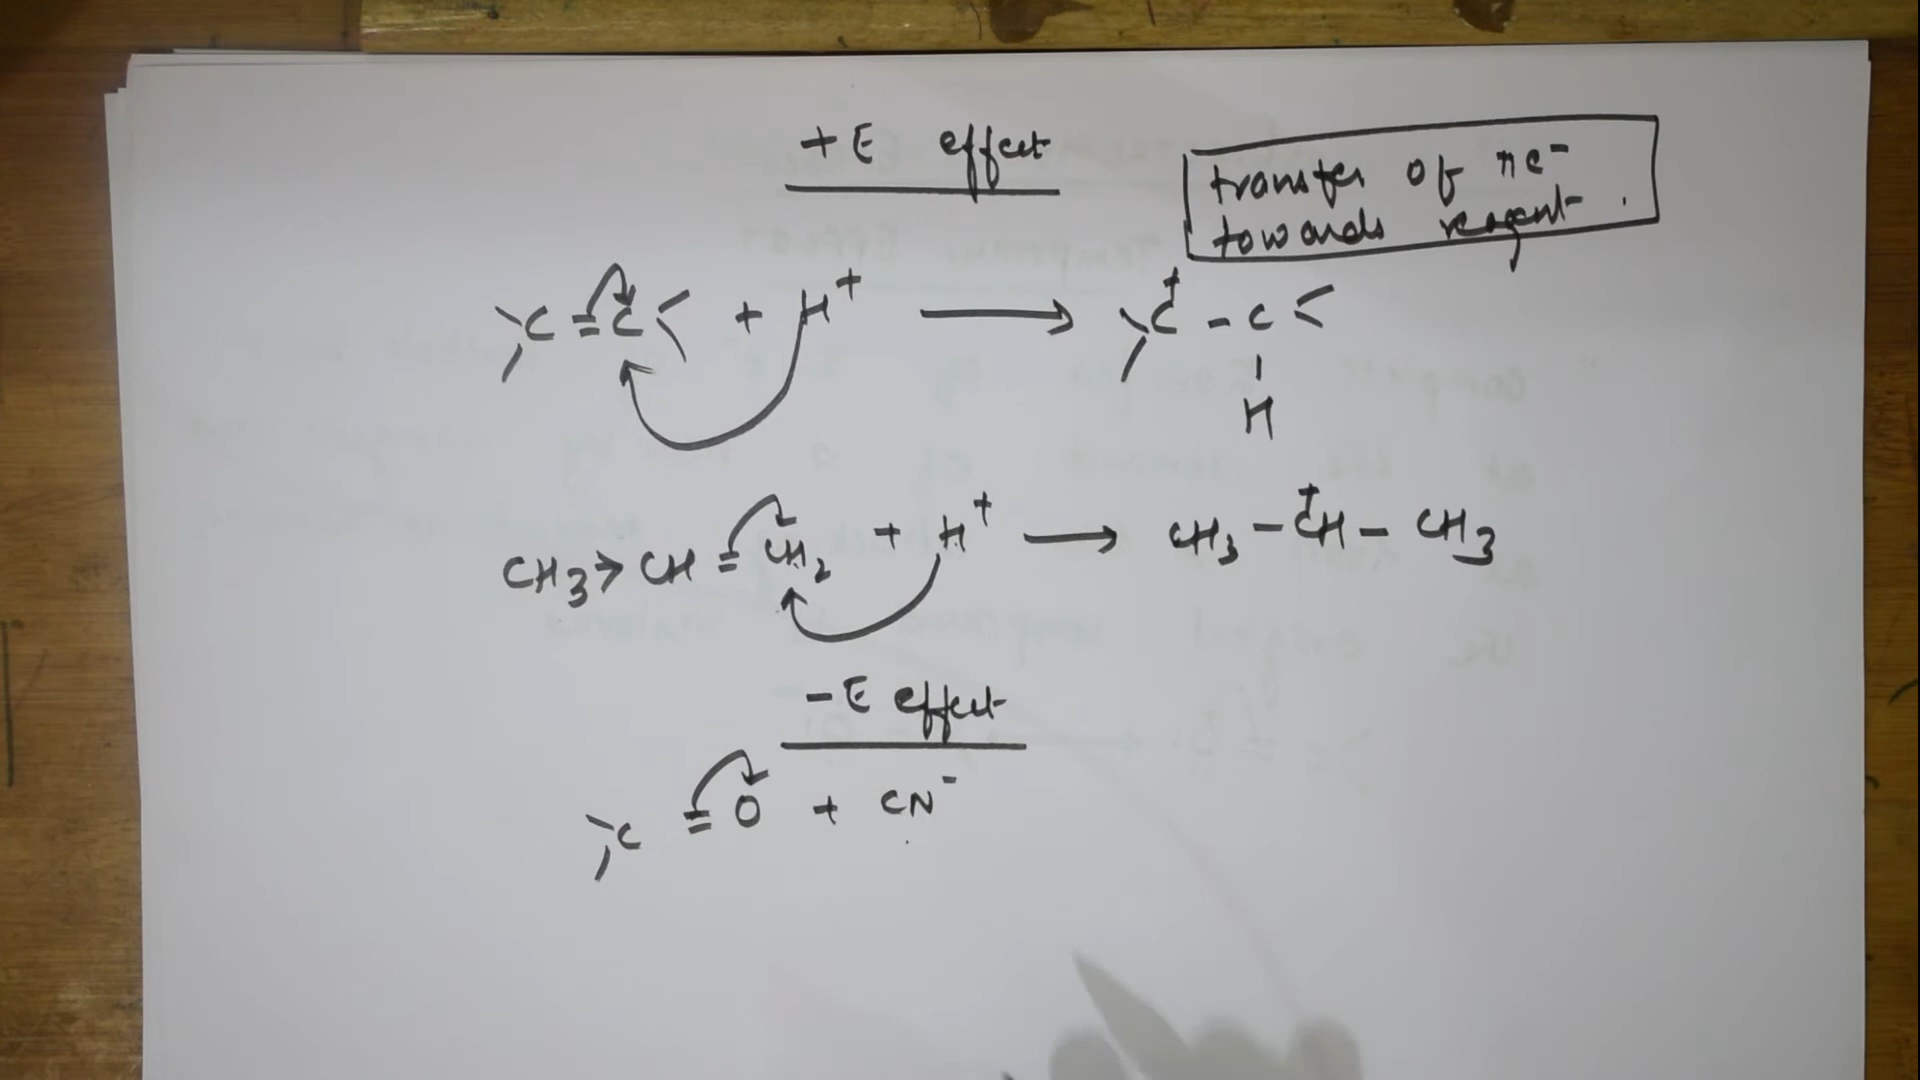 +E effect
transfer of πe⁻
towards reagent.
>C=C< + H⁺ ⟶ >C⁺-C<
H
CH₃→CH=CH₂ + H⁺ ⟶ CH₃-C⁺H-CH₃
-E effect
>C=O + CN⁻